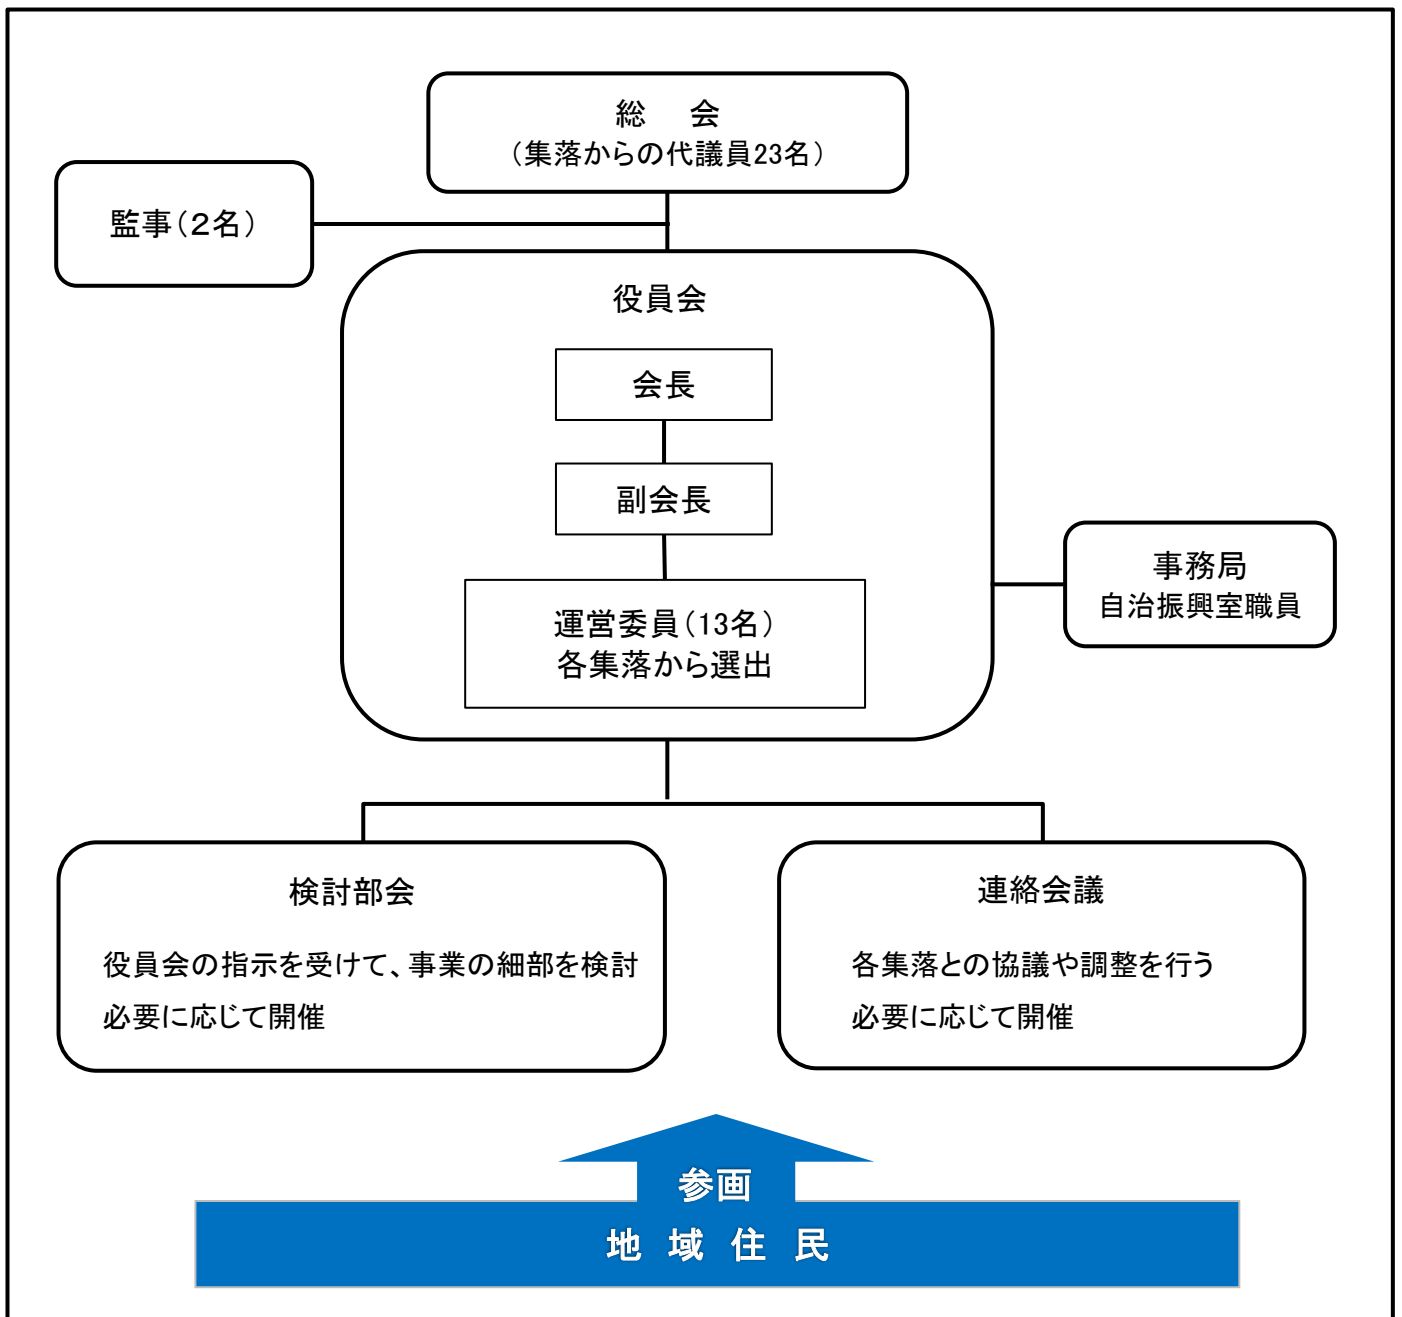 総　会
（集落からの代議員23名）
監事（２名）
役員会
会長
副会長
運営委員（13名）
各集落から選出
事務局
自治振興室職員
検討部会
役員会の指示を受けて、事業の細部を検討
必要に応じて開催
連絡会議
各集落との協議や調整を行う
必要に応じて開催
参画
地 域 住 民